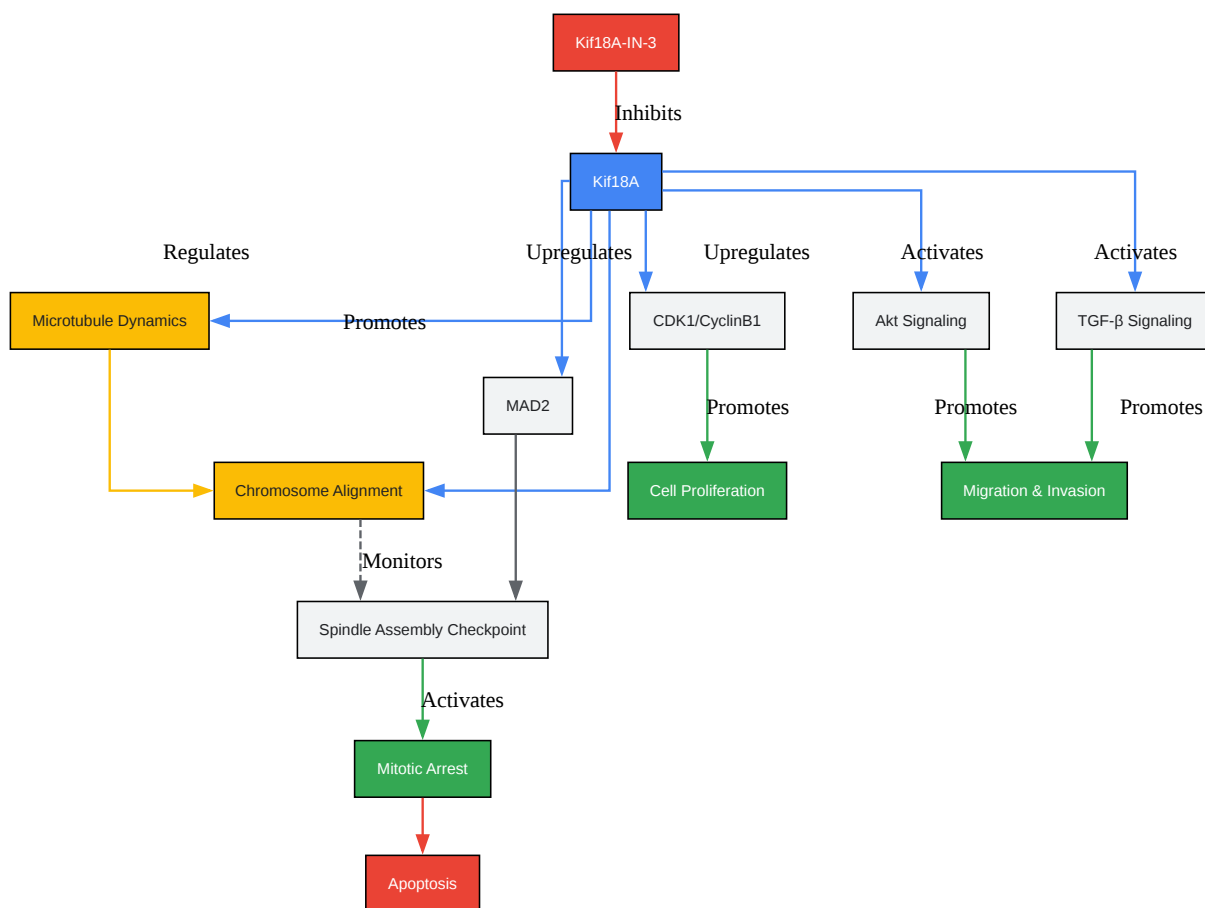 Kif18A-IN-3
Inhibits
Kif18A
Regulates
Upregulates
Upregulates
Activates
Activates
Microtubule Dynamics
Promotes
CDK1/CyclinB1
Akt Signaling
TGF-β Signaling
MAD2
Promotes
Promotes
Promotes
Chromosome Alignment
Cell Proliferation
Migration & Invasion
Monitors
Spindle Assembly Checkpoint
Activates
Mitotic Arrest
Apoptosis